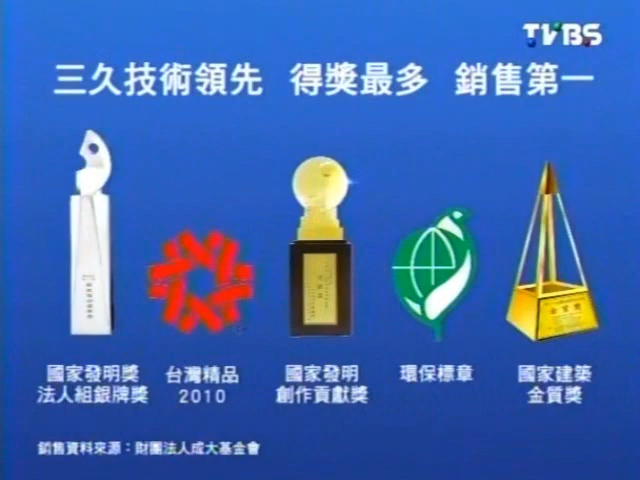 TVBS
三久技術領先 得獎最多 銷售第一
國家發明獎
法人組銀牌獎
台灣精品
2010
國家發明
創作貢獻獎
環保標章
國家建築
金質獎
銷售資料來源：財團法人成大基金會